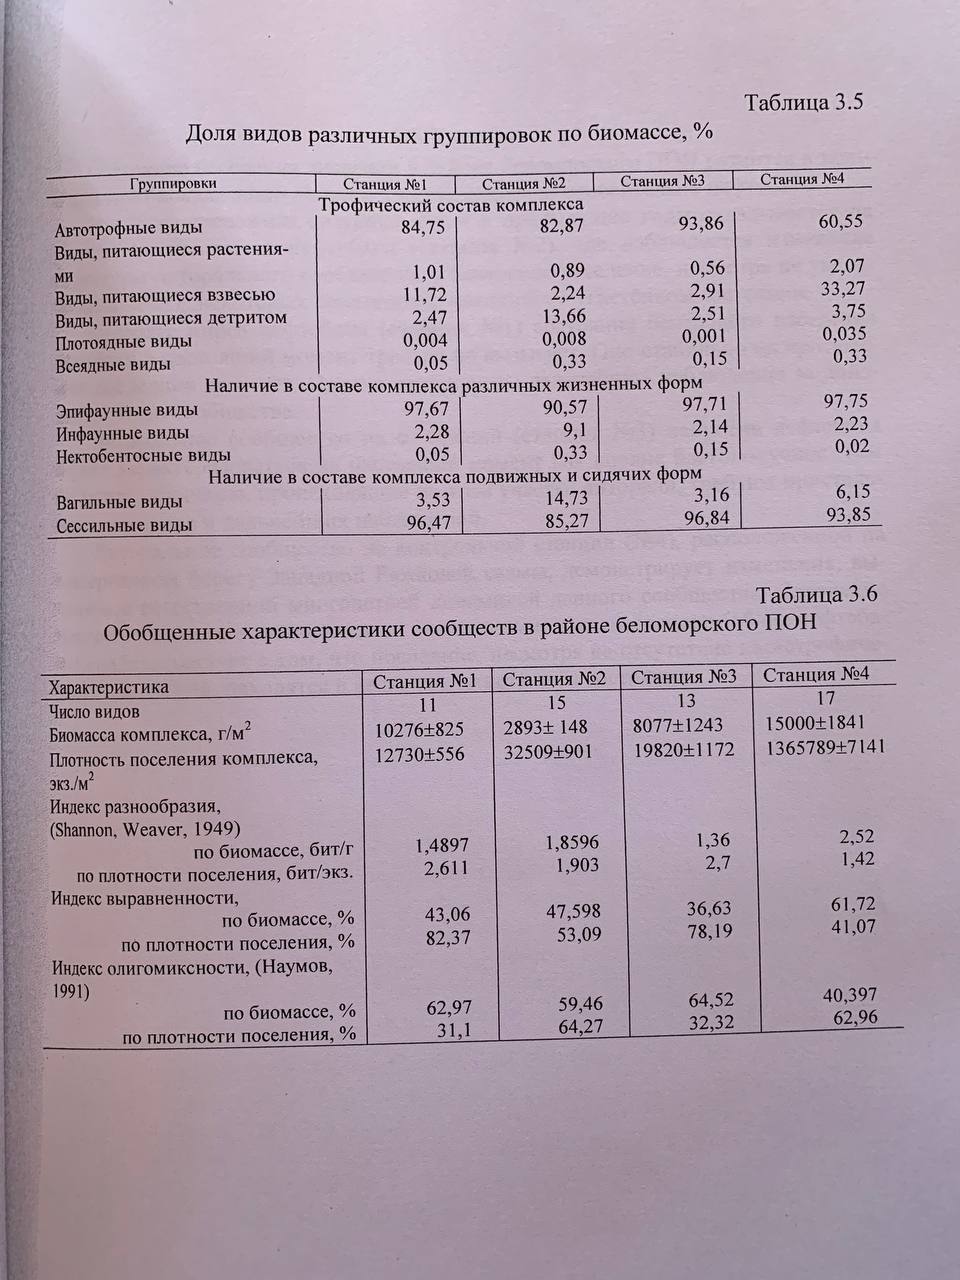 Таблица 3.5
Доля видов различных группировок по биомассе, %
Группировки Станция №1 Станция №2 Станция №3 Станция №4
Трофический состав комплекса
Автотрофные виды 84,75 82,87 93,86 60,55
Виды, питающиеся растения-
ми 1,01 0,89 0,56 2,07
Виды, питающиеся взвесью 11,72 2,24 2,91 33,27
Виды, питающиеся детритом 2,47 13,66 2,51 3,75
Плотоядные виды 0,004 0,008 0,001 0,035
Всеядные виды 0,05 0,33 0,15 0,33
Наличие в составе комплекса различных жизненных форм
Эпифаунные виды 97,67 90,57 97,71 97,75
Инфаунные виды 2,28 9,1 2,14 2,23
Нектобентосные виды 0,05 0,33 0,15 0,02
Наличие в составе комплекса подвижных и сидячих форм
Вагильные виды 3,53 14,73 3,16 6,15
Сессильные виды 96,47 85,27 96,84 93,85
Таблица 3.6
Обобщенные характеристики сообществ в районе беломорского ПОН
Характеристика Станция №1 Станция №2 Станция №3 Станция №4
Число видов 11 15 13 17
Биомасса комплекса, г/м² 10276±825 2893± 148 8077±1243 15000±1841
Плотность поселения комплекса, 12730±556 32509±901 19820±1172 1365789±7141
экз./м²
Индекс разнообразия,
(Shannon, Weaver, 1949)
по биомассе, бит/г 1,4897 1,8596 1,36 2,52
по плотности поселения, бит/экз. 2,611 1,903 2,7 1,42
Индекс выравненности,
по биомассе, % 43,06 47,598 36,63 61,72
по плотности поселения, % 82,37 53,09 78,19 41,07
Индекс олигомиксности, (Наумов,
1991)
по биомассе, % 62,97 59,46 64,52 40,397
по плотности поселения, % 31,1 64,27 32,32 62,96